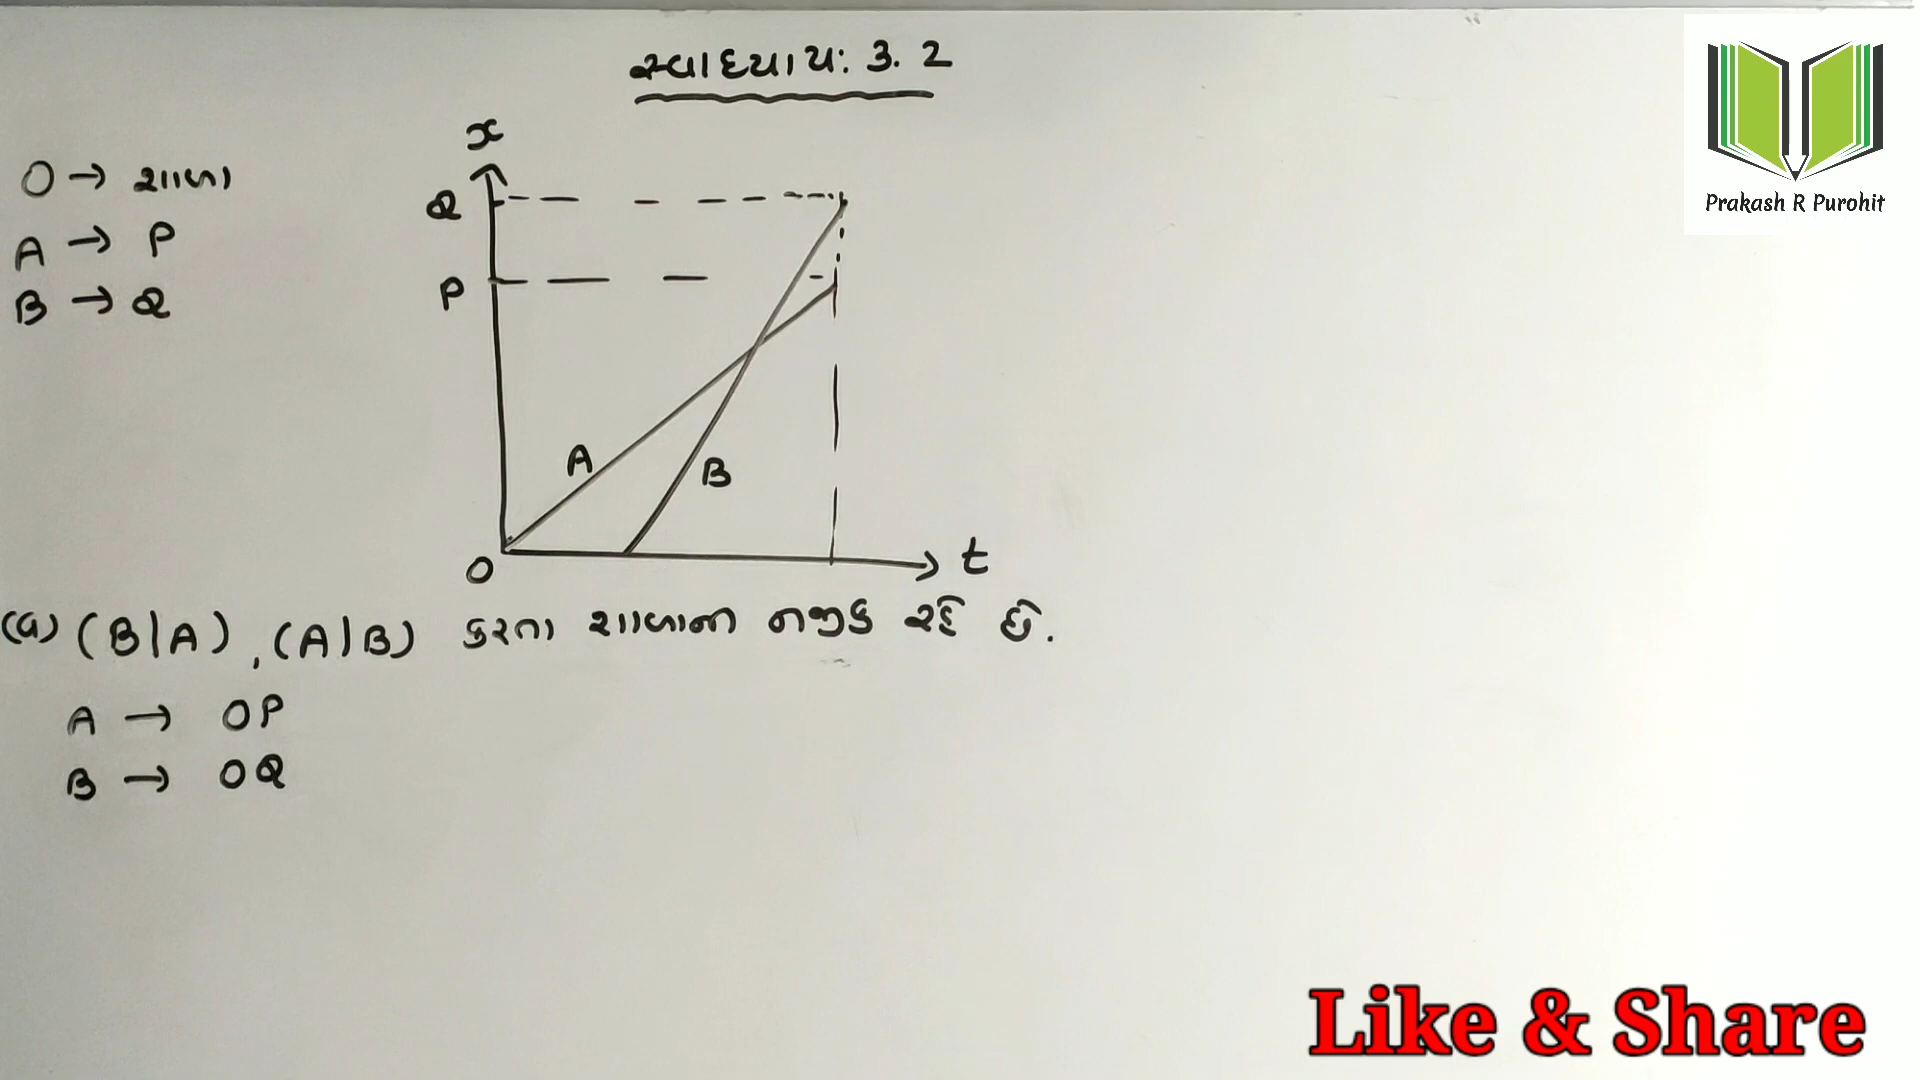 સ્વાધ્યાય: 3. 2
Prakash R Purohit
O → શાળા
A → P
B → Q
x
Q
P
A
B
O
t
(a) (B|A), (A|B) કરતા શાળાની નજીક રહે છે.
A → OP
B → OQ
Like & Share